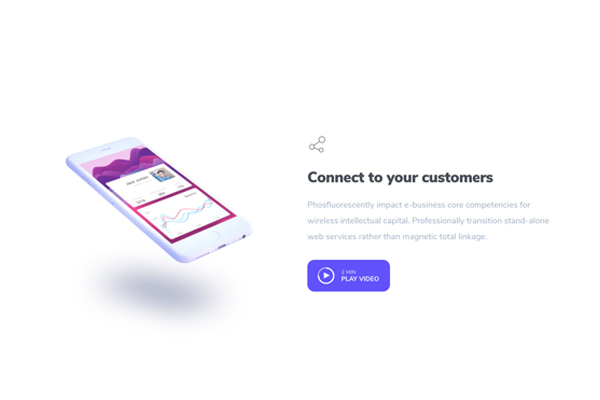 Connect to your customers
Phosfluorescently impact e-business core competencies for
wireless intellectual capital. Professionally transition stand-alone
web services rather than magnetic total linkage.
2 MIN
PLAY VIDEO